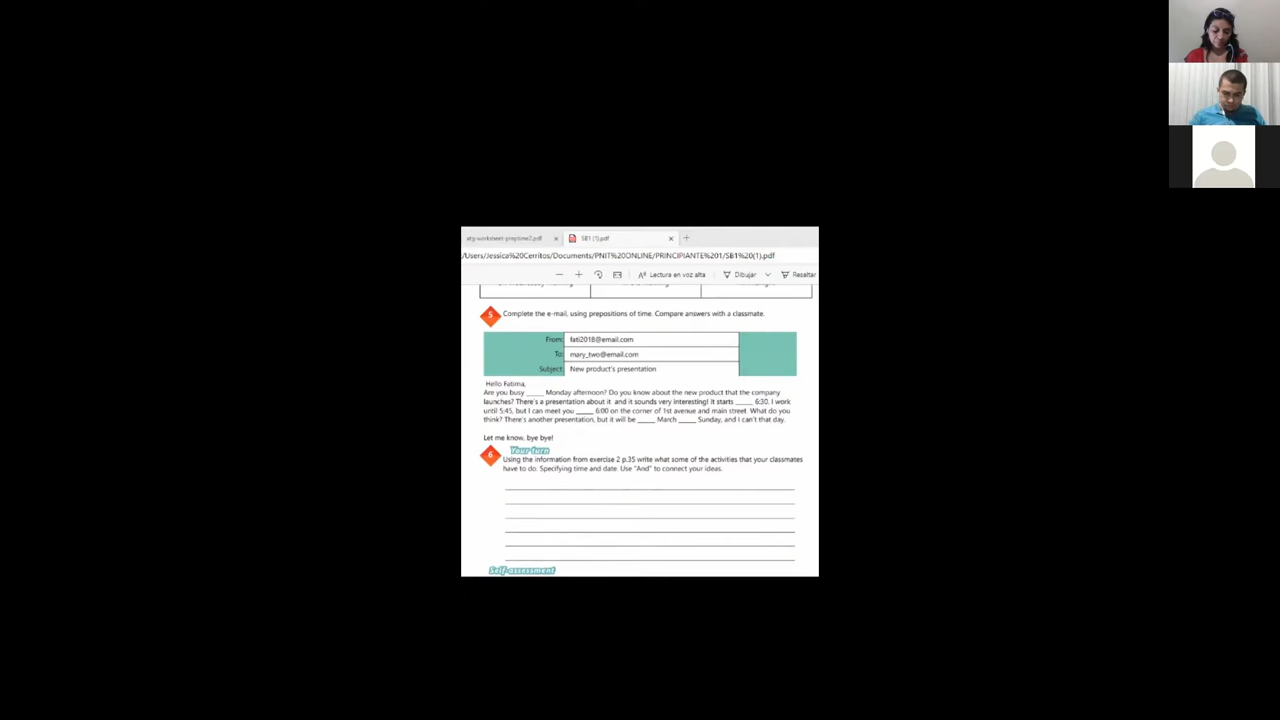 atg-worksheet-preptime2.pdf
SB1 (1).pdf
/Users/Jessica%20Cerritos/Documents/PNIT%20ONLINE/PRINCIPIANTE%201/SB1%20(1).pdf
Lectura en voz alta
Dibujar
Resaltar
5 Complete the e-mail, using prepositions of time. Compare answers with a classmate.
From: fati2018@email.com
To: mary_two@email.com
Subject: New product's presentation
Hello Fatima,
Are you busy _____ Monday afternoon? Do you know about the new product that the company
launches? There's a presentation about it and it sounds very interesting! It starts _____ 6:30. I work
until 5:45, but I can meet you _____ 6:00 on the corner of 1st avenue and main street. What do you
think? There's another presentation, but it will be _____ March _____ Sunday, and I can't that day.
Let me know, bye bye!
6 Your turn
Using the information from exercise 2 p.35 write what some of the activities that your classmates
have to do. Specifying time and date. Use "And" to connect your ideas.
Self-assessment